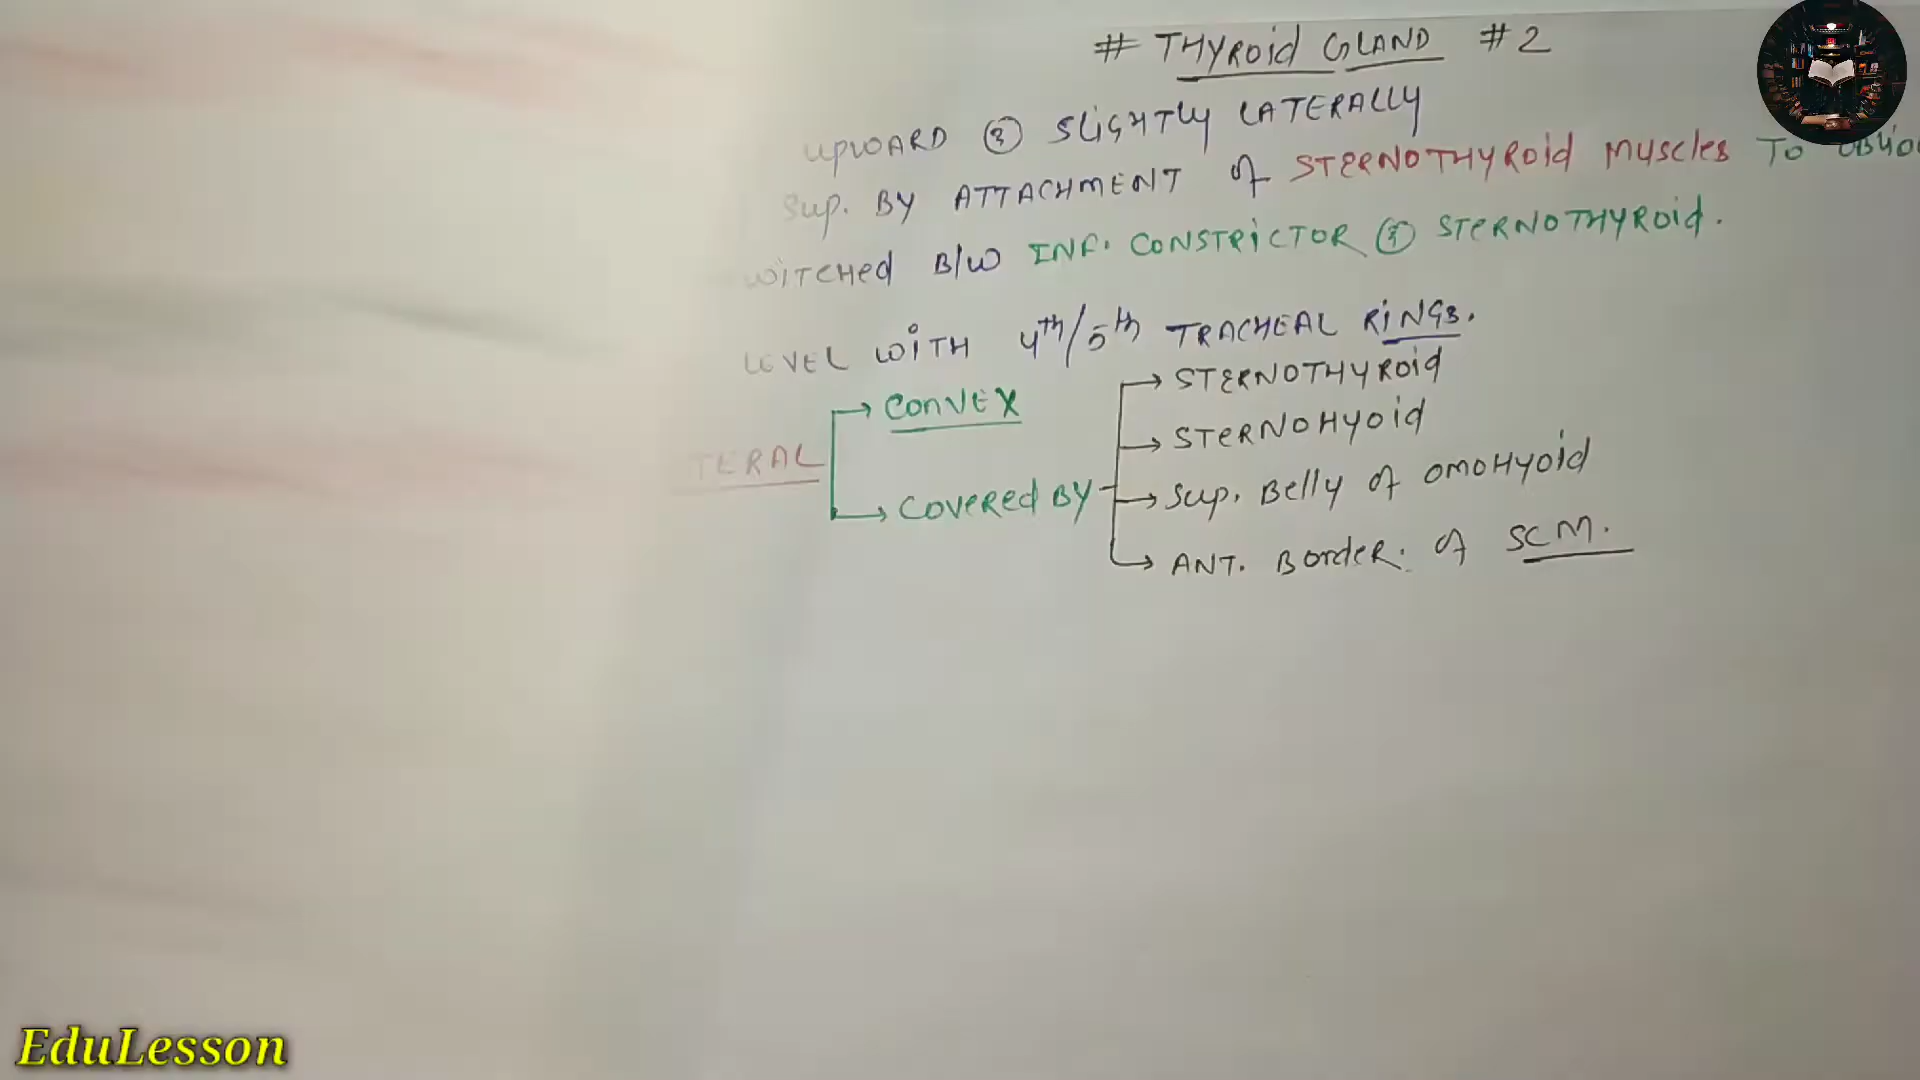 # THYROID GLAND #2
UPWARD & SLIGHTLY LATERALLY
SUP. BY ATTACHMENT of STERNOTHYROID MUSCLES TO
WITCHED B/W INF. CONSTRICTOR & STERNOTHYROID.
LEVEL WITH 4th/5th TRACHEAL RINGS.
TERAL
CONVEX
COVERED BY
STERNOTHYROID
STERNOHYOID
SUP. BELLY of OMOHYOID
ANT. BORDER. of SCM.
EduLesson